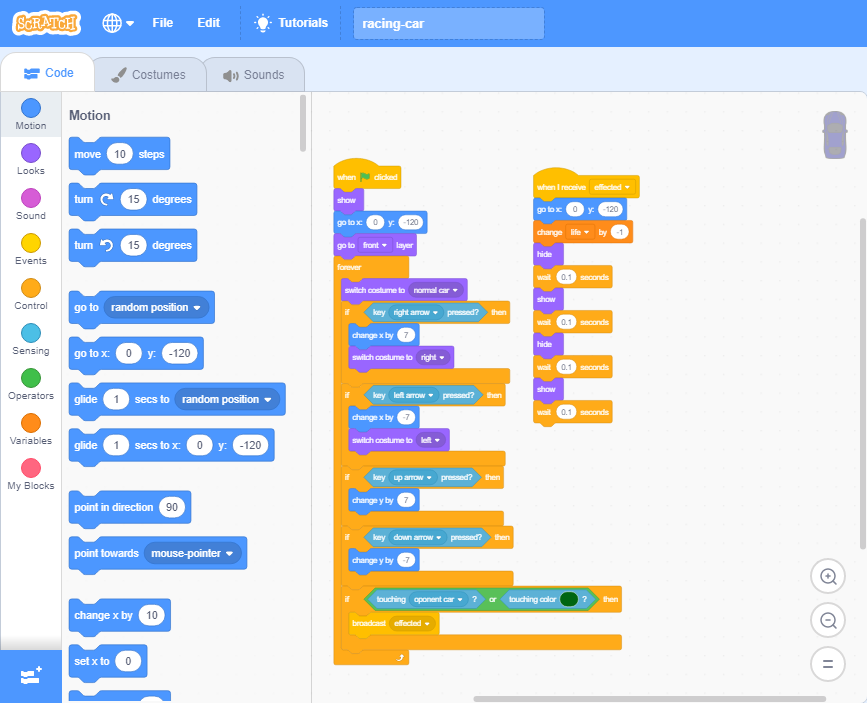 SCRATCH
File
Edit
Tutorials
racing-car
Code
Costumes
Sounds
Motion
Looks
Sound
Events
Control
Sensing
Operators
Variables
My Blocks
Motion
move 10 steps
turn 15 degrees
turn 15 degrees
go to random position
go to x: 0 y: -120
glide 1 secs to random position
glide 1 secs to x: 0 y: -120
point in direction 90
point towards mouse-pointer
change x by 10
set x to 0
when clicked
show
go to x: 0 y: -120
go to front layer
forever
switch costume to normal car
if key right arrow pressed? then
change x by 7
switch costume to right
if key left arrow pressed? then
change x by -7
switch costume to left
if key up arrow pressed? then
change y by 7
if key down arrow pressed? then
change y by -7
if touching oponent car ? or touching color ? then
broadcast effected
when I receive effected
go to x: 0 y: -120
change life by -1
hide
wait 0.1 seconds
show
wait 0.1 seconds
hide
wait 0.1 seconds
show
wait 0.1 seconds